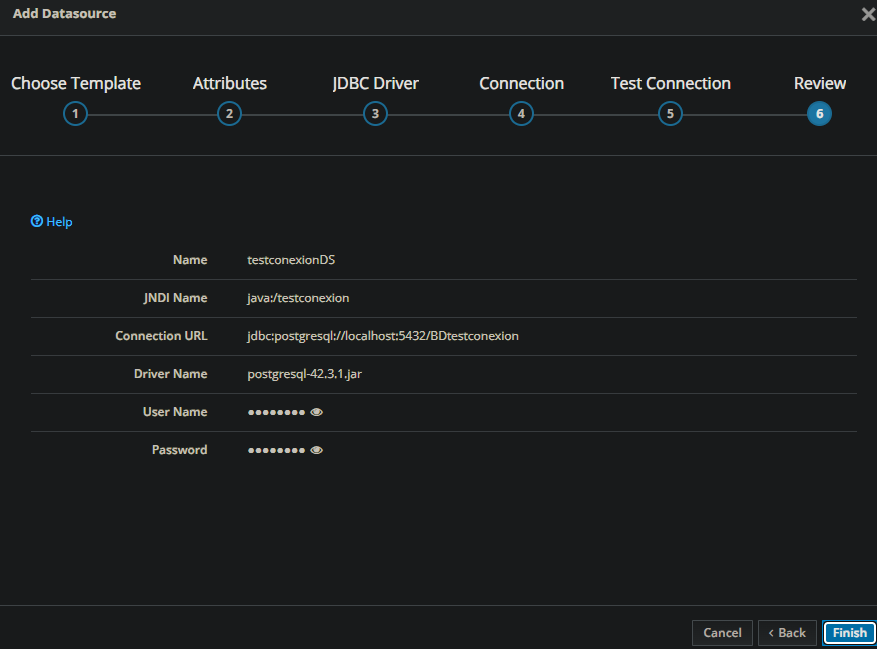 Add Datasource
Choose Template Attributes JDBC Driver Connection Test Connection Review
1 2 3 4 5 6
Help
Name testconexionDS
JNDI Name java:/testconexion
Connection URL jdbc:postgresql://localhost:5432/BDtestconexion
Driver Name postgresql-42.3.1.jar
User Name ••••••••
Password ••••••••
Cancel ‹ Back Finish